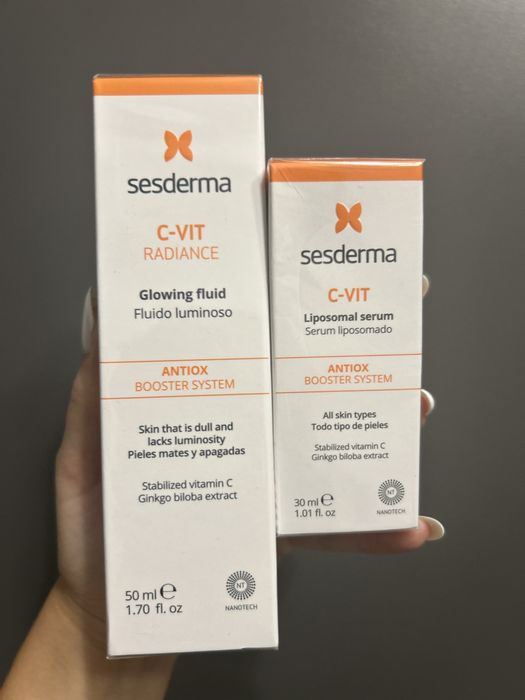 sesderma
C-VIT
RADIANCE
Glowing fluid
Fluido luminoso
ANTIOX
BOOSTER SYSTEM
Skin that is dull and
lacks luminosity
Pieles mates y apagadas
Stabilized vitamin C
Ginkgo biloba extract
50 ml ℮
1.70 fl. oz
NT
NANOTECH
sesderma
C-VIT
Liposomal serum
Serum liposomado
ANTIOX
BOOSTER SYSTEM
All skin types
Todo tipo de pieles
Stabilized vitamin C
Ginkgo biloba extract
30 ml ℮
1.01 fl. oz
NT
NANOTECH